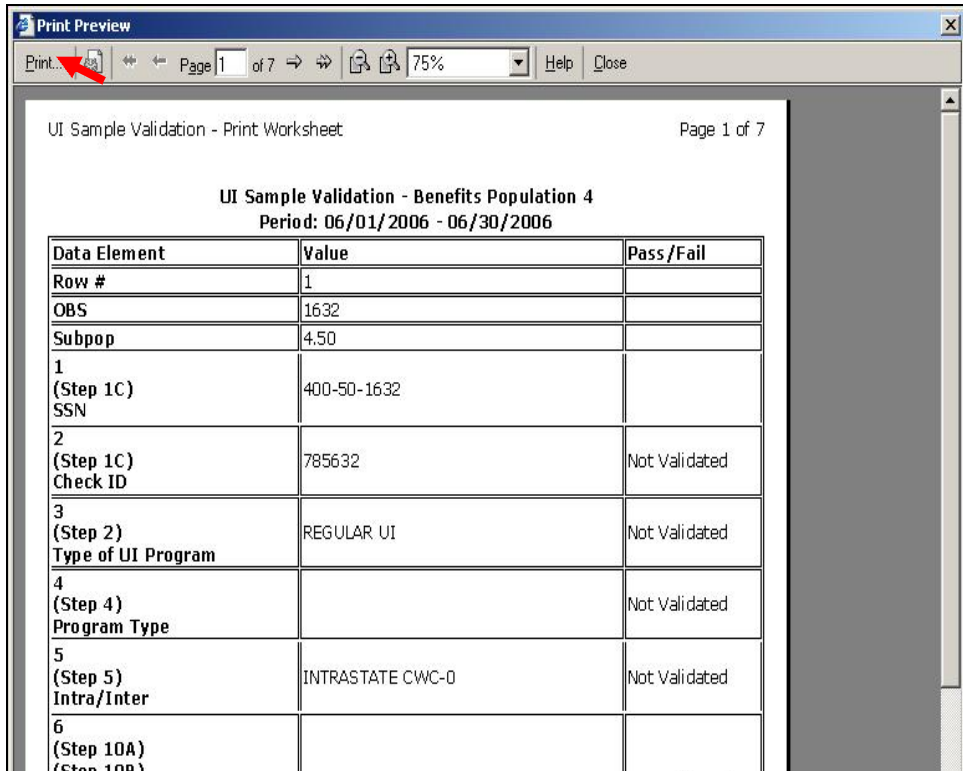 Print Preview
Print... Page 1 of 7 75% Help Close
UI Sample Validation - Print Worksheet Page 1 of 7
UI Sample Validation - Benefits Population 4
Period: 06/01/2006 - 06/30/2006
Data Element Value Pass/Fail
Row # 1
OBS 1632
Subpop 4.50
1
(Step 1C) 400-50-1632
SSN
2
(Step 1C) 785632 Not Validated
Check ID
3
(Step 2) REGULAR UI Not Validated
Type of UI Program
4
(Step 4) Not Validated
Program Type
5
(Step 5) INTRASTATE CWC-0 Not Validated
Intra/Inter
6
(Step 10A)
(Step 10B)